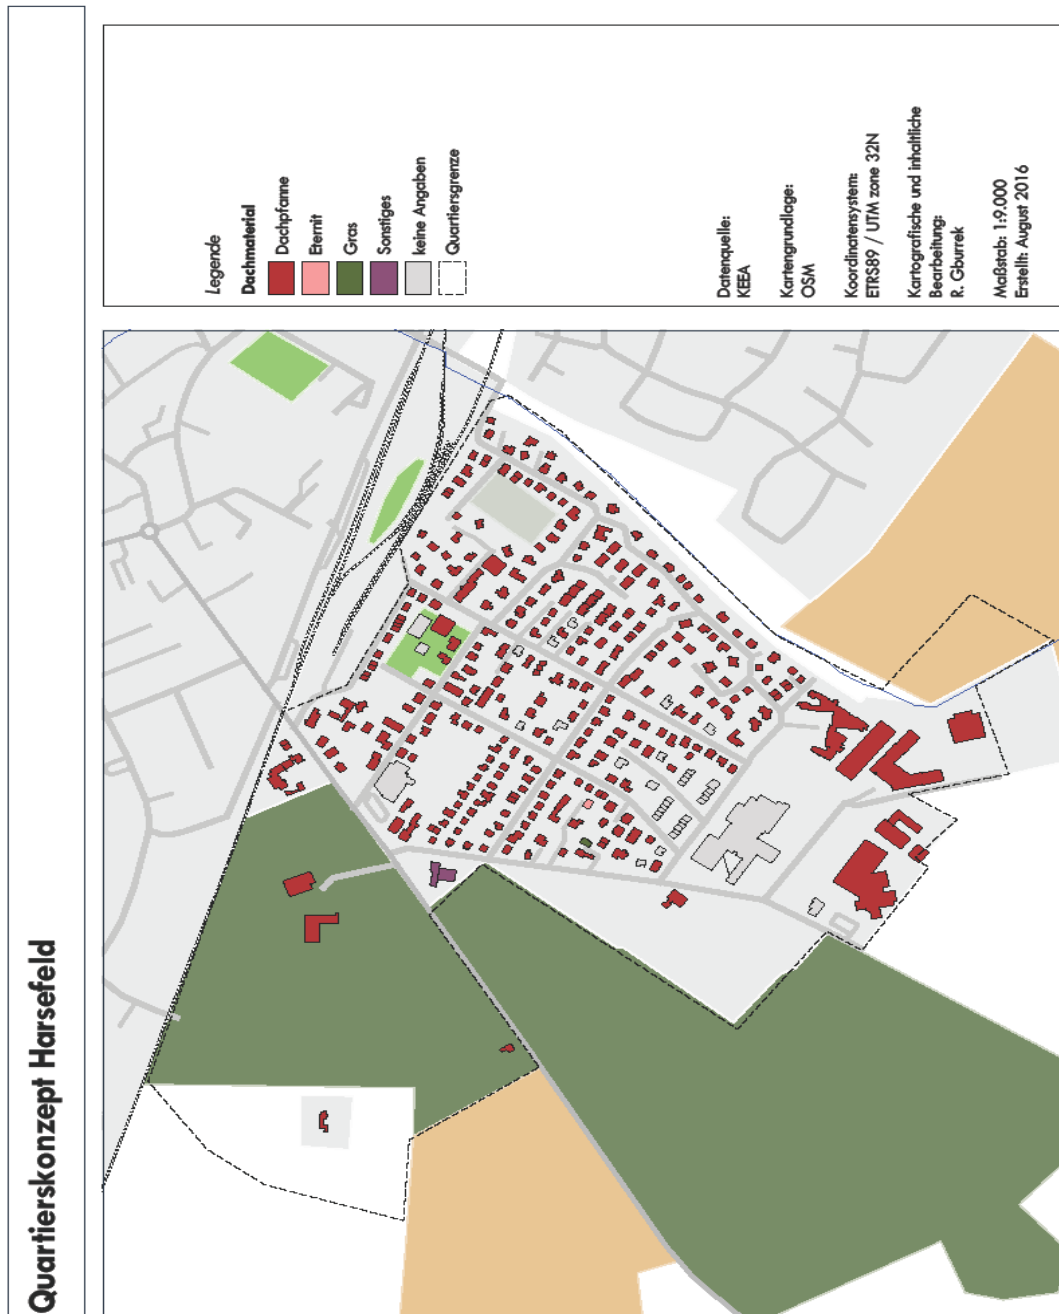 Quartierskonzept Harsefeld
Legende
Dachmaterial
Dachpfanne
Eternit
Gras
Sonstiges
keine Angaben
Quartiersgrenze
Datenquelle:
KEEA
Kartengrundlage:
OSM
Koordinatensystem:
ETRS89 / UTM zone 32N
Kartografische und inhaltliche
Bearbeitung:
R. Gburrek
Maßstab: 1:9.000
Erstellt: August 2016